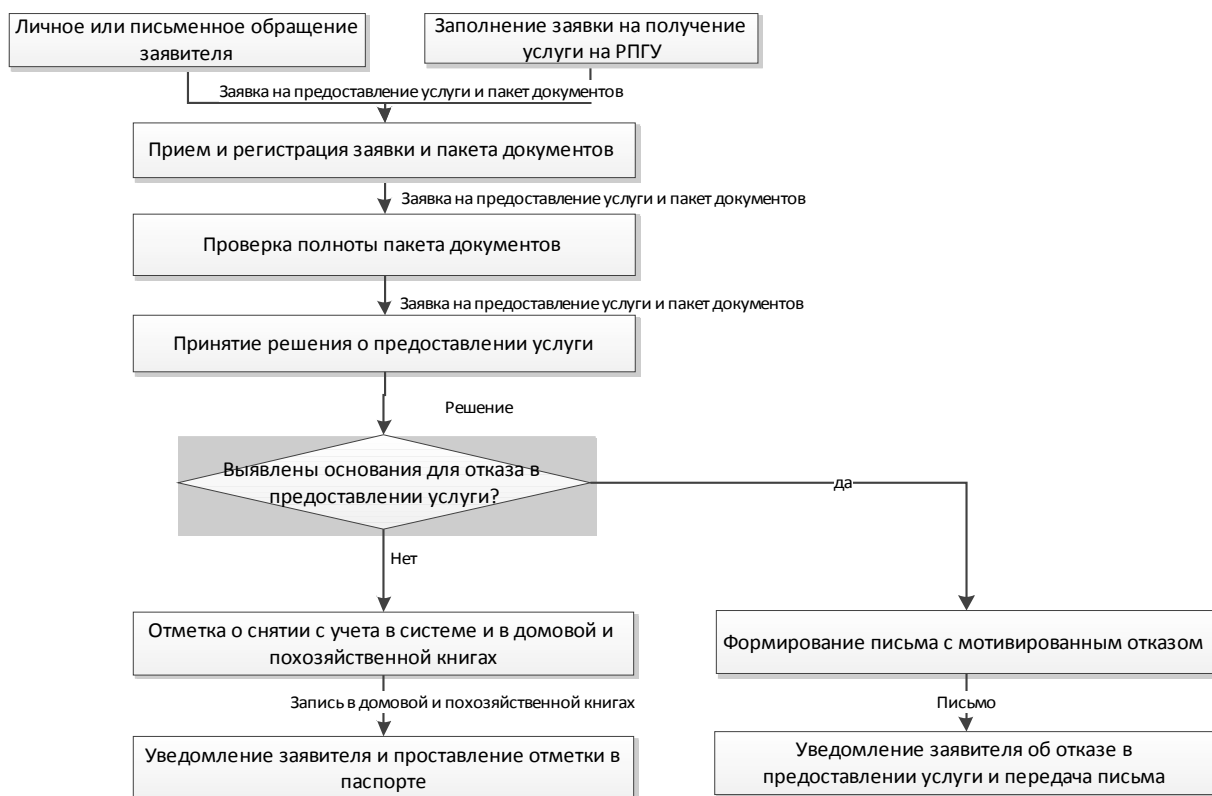 Личное или письменное обращение
заявителя
Заполнение заявки на получение
услуги на РПГУ
Заявка на предоставление услуги и пакет документов
Прием и регистрация заявки и пакета документов
Заявка на предоставление услуги и пакет документов
Проверка полноты пакета документов
Заявка на предоставление услуги и пакет документов
Принятие решения о предоставлении услуги
Решение
Выявлены основания для отказа в
предоставлении услуги?
да
Нет
Отметка о снятии с учета в системе и в домовой и
похозяйственной книгах
Формирование письма с мотивированным отказом
Запись в домовой и похозяйственной книгах
Письмо
Уведомление заявителя и проставление отметки в
паспорте
Уведомление заявителя об отказе в
предоставлении услуги и передача письма